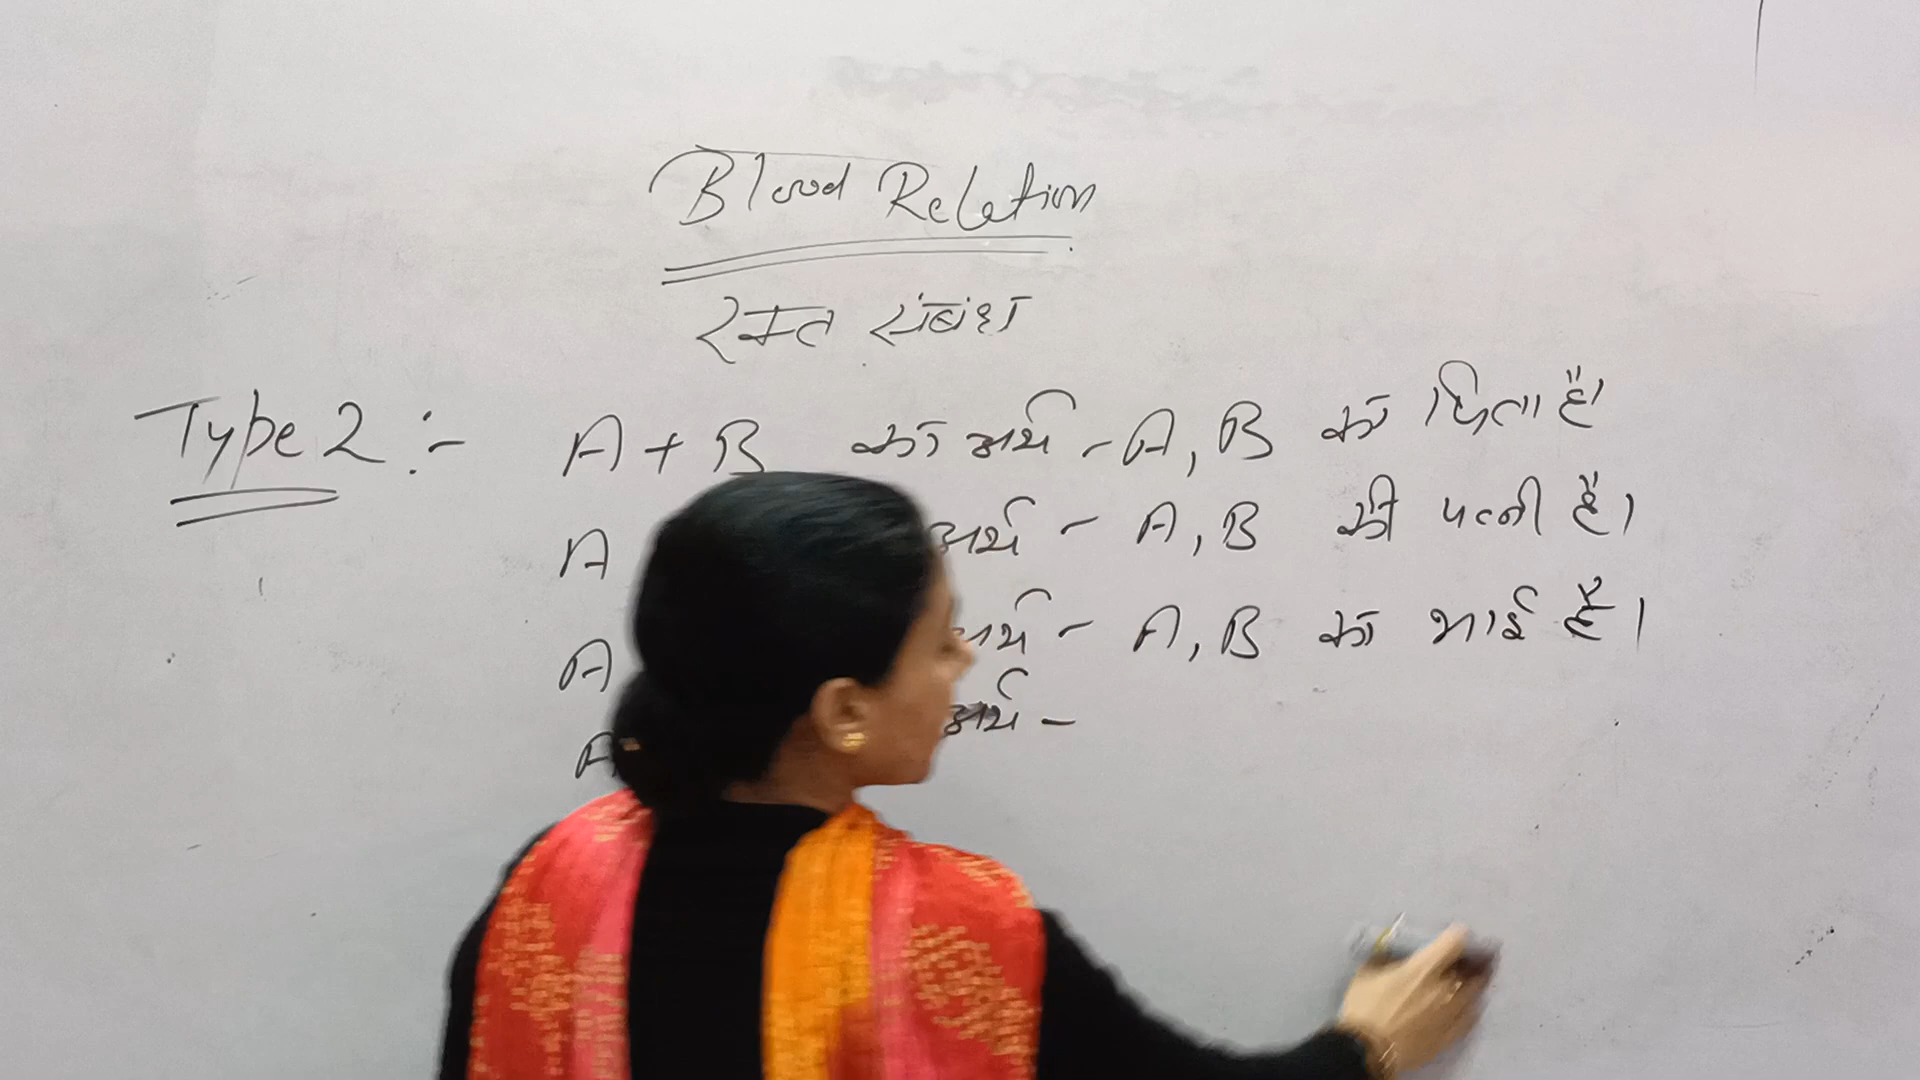 Blood Relation
रक्त संबंध
Type 2 :- A + B का अर्थ - A, B का पिता है।
A अर्थ - A, B की पत्नी है।
A अर्थ - A, B का भाई है।
A अर्थ -